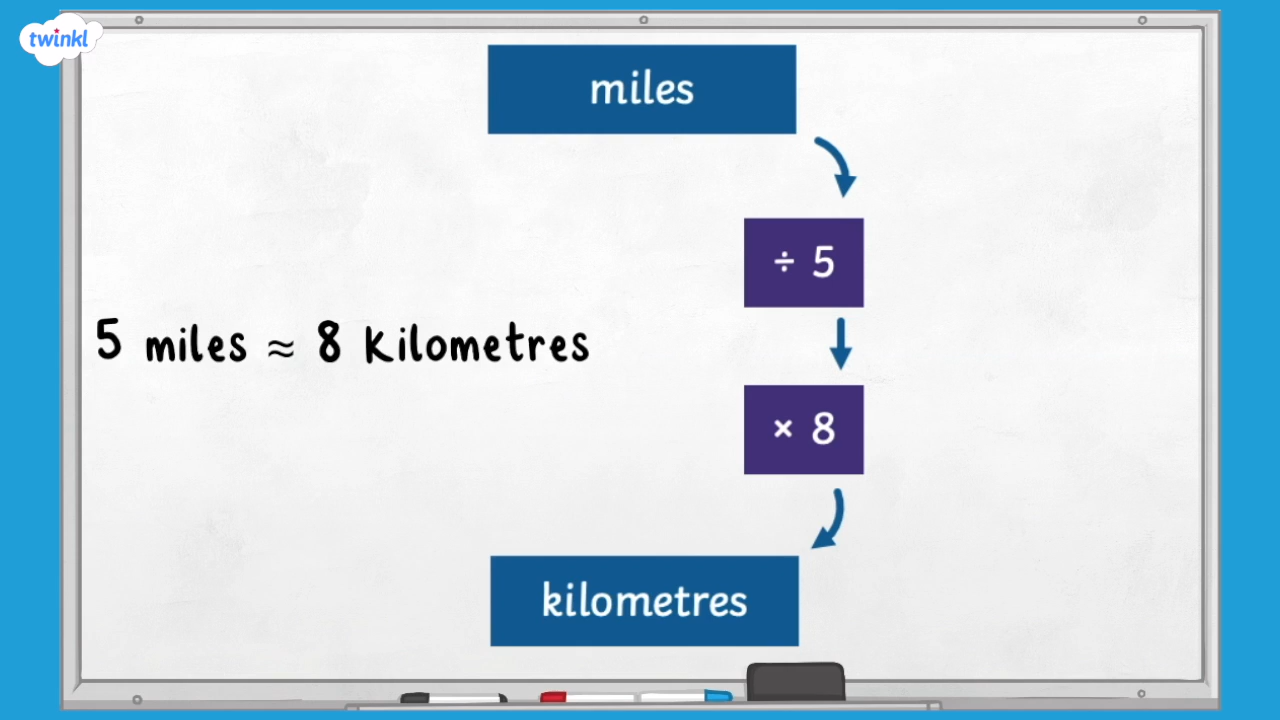 twinkl
miles
÷ 5
5 miles ≈ 8 kilometres
× 8
kilometres